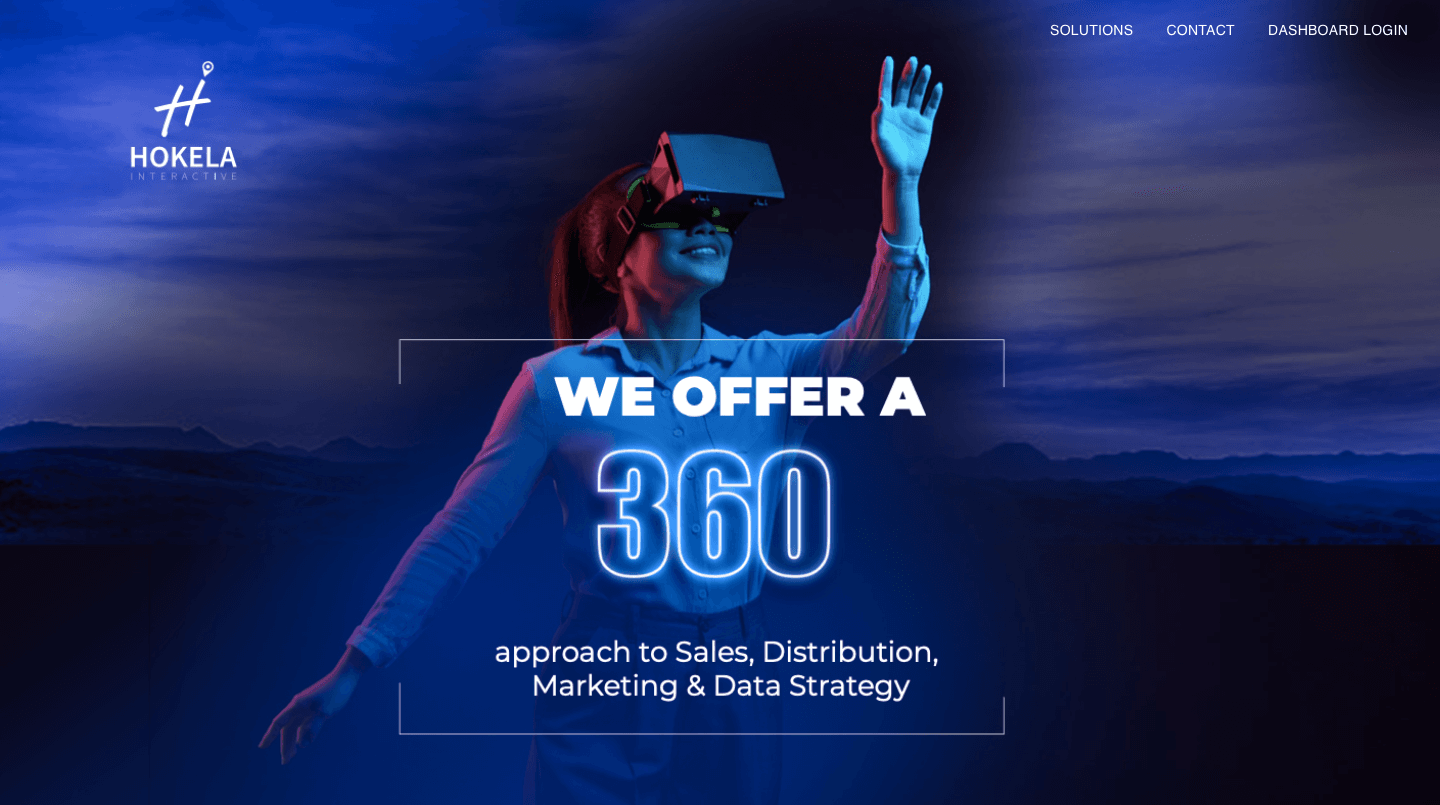 SOLUTIONS CONTACT DASHBOARD LOGIN
HOKELA
INTERACTIVE
WE OFFER A
360
approach to Sales, Distribution,
Marketing & Data Strategy